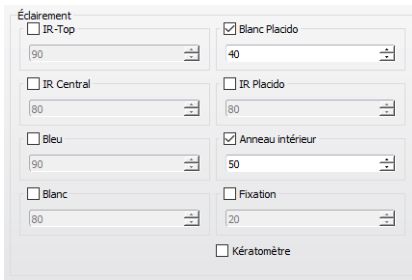 Éclairement
IR-Top
Blanc Placido
90
40
IR Central
IR Placido
80
80
Bleu
Anneau intérieur
90
50
Blanc
Fixation
80
20
Kératomètre